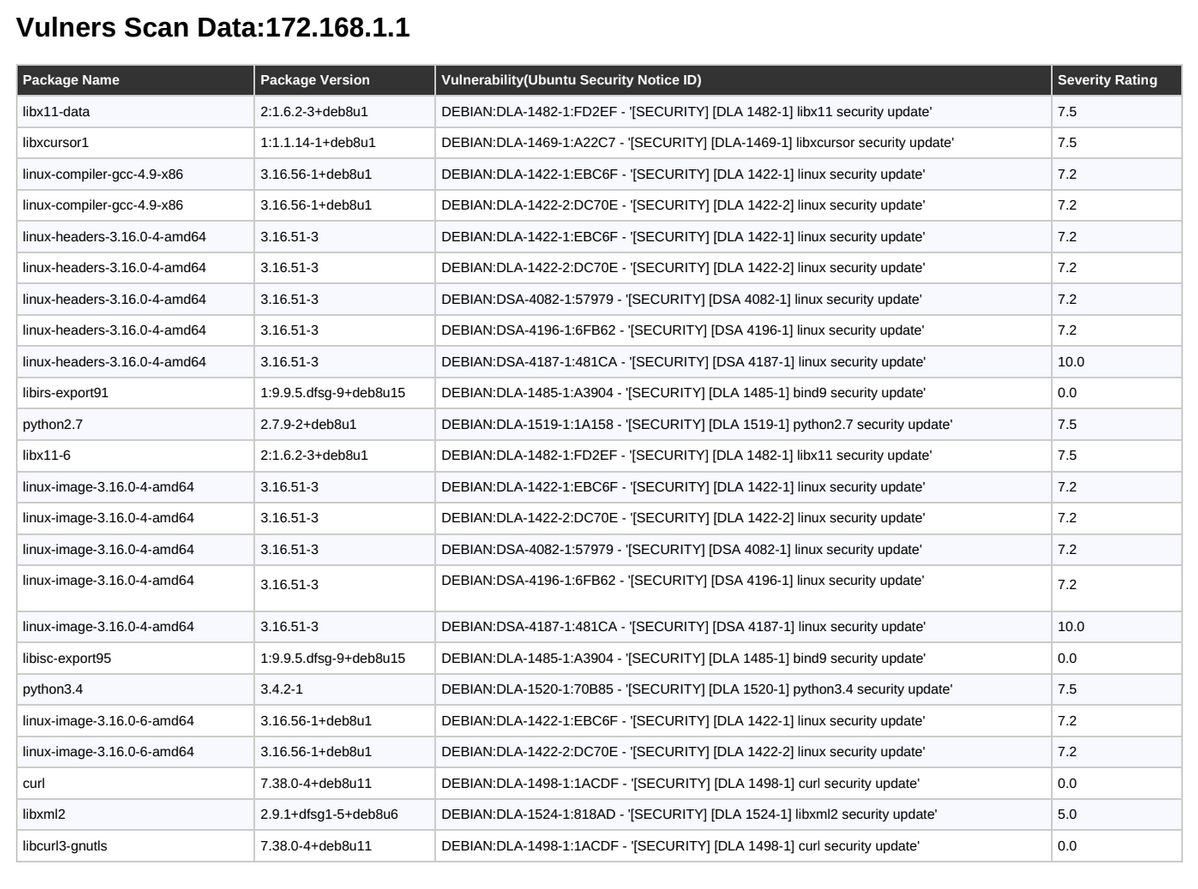 Vulners Scan Data:172.168.1.1
Package Name Package Version Vulnerability(Ubuntu Security Notice ID) Severity Rating
libx11-data 2:1.6.2-3+deb8u1 DEBIAN:DLA-1482-1:FD2EF - '[SECURITY] [DLA 1482-1] libx11 security update' 7.5
libxcursor1 1:1.1.14-1+deb8u1 DEBIAN:DLA-1469-1:A22C7 - '[SECURITY] [DLA-1469-1] libxcursor security update' 7.5
linux-compiler-gcc-4.9-x86 3.16.56-1+deb8u1 DEBIAN:DLA-1422-1:EBC6F - '[SECURITY] [DLA 1422-1] linux security update' 7.2
linux-compiler-gcc-4.9-x86 3.16.56-1+deb8u1 DEBIAN:DLA-1422-2:DC70E - '[SECURITY] [DLA 1422-2] linux security update' 7.2
linux-headers-3.16.0-4-amd64 3.16.51-3 DEBIAN:DLA-1422-1:EBC6F - '[SECURITY] [DLA 1422-1] linux security update' 7.2
linux-headers-3.16.0-4-amd64 3.16.51-3 DEBIAN:DLA-1422-2:DC70E - '[SECURITY] [DLA 1422-2] linux security update' 7.2
linux-headers-3.16.0-4-amd64 3.16.51-3 DEBIAN:DSA-4082-1:57979 - '[SECURITY] [DSA 4082-1] linux security update' 7.2
linux-headers-3.16.0-4-amd64 3.16.51-3 DEBIAN:DSA-4196-1:6FB62 - '[SECURITY] [DSA 4196-1] linux security update' 7.2
linux-headers-3.16.0-4-amd64 3.16.51-3 DEBIAN:DSA-4187-1:481CA - '[SECURITY] [DSA 4187-1] linux security update' 10.0
libirs-export91 1:9.9.5.dfsg-9+deb8u15 DEBIAN:DLA-1485-1:A3904 - '[SECURITY] [DLA 1485-1] bind9 security update' 0.0
python2.7 2.7.9-2+deb8u1 DEBIAN:DLA-1519-1:1A158 - '[SECURITY] [DLA 1519-1] python2.7 security update' 7.5
libx11-6 2:1.6.2-3+deb8u1 DEBIAN:DLA-1482-1:FD2EF - '[SECURITY] [DLA 1482-1] libx11 security update' 7.5
linux-image-3.16.0-4-amd64 3.16.51-3 DEBIAN:DLA-1422-1:EBC6F - '[SECURITY] [DLA 1422-1] linux security update' 7.2
linux-image-3.16.0-4-amd64 3.16.51-3 DEBIAN:DLA-1422-2:DC70E - '[SECURITY] [DLA 1422-2] linux security update' 7.2
linux-image-3.16.0-4-amd64 3.16.51-3 DEBIAN:DSA-4082-1:57979 - '[SECURITY] [DSA 4082-1] linux security update' 7.2
linux-image-3.16.0-4-amd64 3.16.51-3 DEBIAN:DSA-4196-1:6FB62 - '[SECURITY] [DSA 4196-1] linux security update' 7.2
linux-image-3.16.0-4-amd64 3.16.51-3 DEBIAN:DSA-4187-1:481CA - '[SECURITY] [DSA 4187-1] linux security update' 10.0
libisc-export95 1:9.9.5.dfsg-9+deb8u15 DEBIAN:DLA-1485-1:A3904 - '[SECURITY] [DLA 1485-1] bind9 security update' 0.0
python3.4 3.4.2-1 DEBIAN:DLA-1520-1:70B85 - '[SECURITY] [DLA 1520-1] python3.4 security update' 7.5
linux-image-3.16.0-6-amd64 3.16.56-1+deb8u1 DEBIAN:DLA-1422-1:EBC6F - '[SECURITY] [DLA 1422-1] linux security update' 7.2
linux-image-3.16.0-6-amd64 3.16.56-1+deb8u1 DEBIAN:DLA-1422-2:DC70E - '[SECURITY] [DLA 1422-2] linux security update' 7.2
curl 7.38.0-4+deb8u11 DEBIAN:DLA-1498-1:1ACDF - '[SECURITY] [DLA 1498-1] curl security update' 0.0
libxml2 2.9.1+dfsg1-5+deb8u6 DEBIAN:DLA-1524-1:818AD - '[SECURITY] [DLA 1524-1] libxml2 security update' 5.0
libcurl3-gnutls 7.38.0-4+deb8u11 DEBIAN:DLA-1498-1:1ACDF - '[SECURITY] [DLA 1498-1] curl security update' 0.0